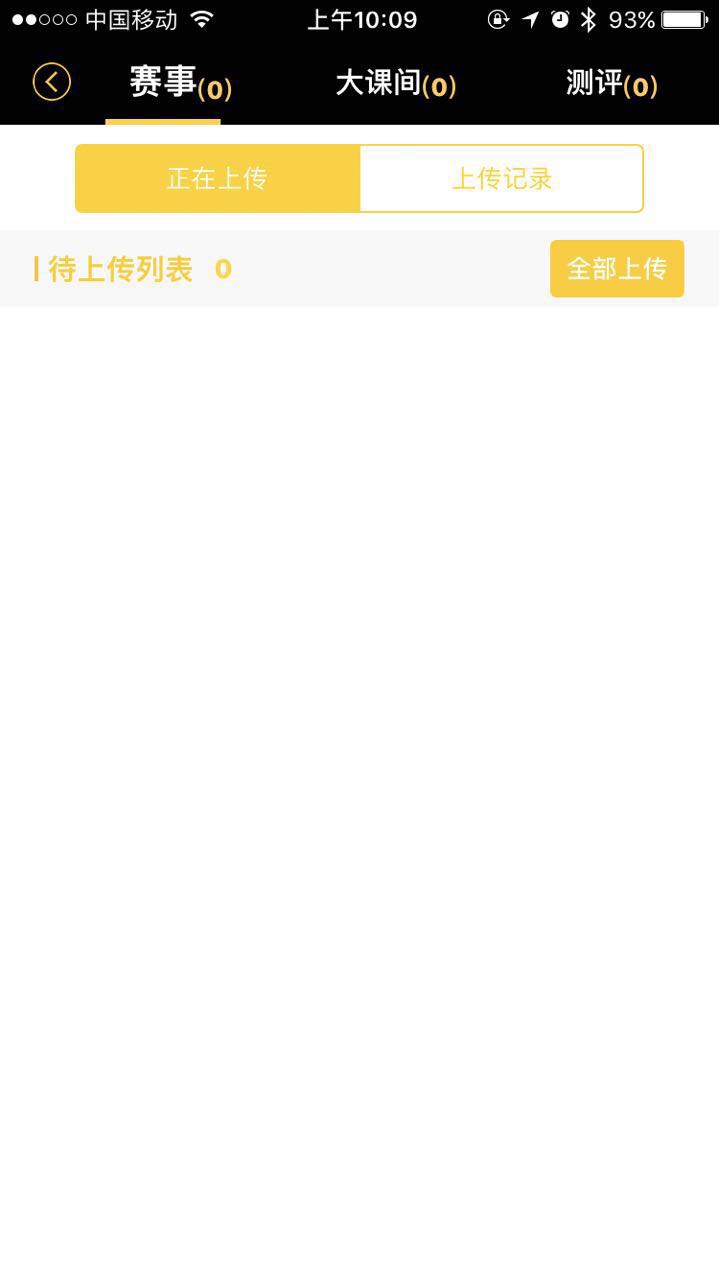 中国移动 上午10:09 93%
赛事(0) 大课间(0) 测评(0)
正在上传 上传记录
待上传列表 0 全部上传